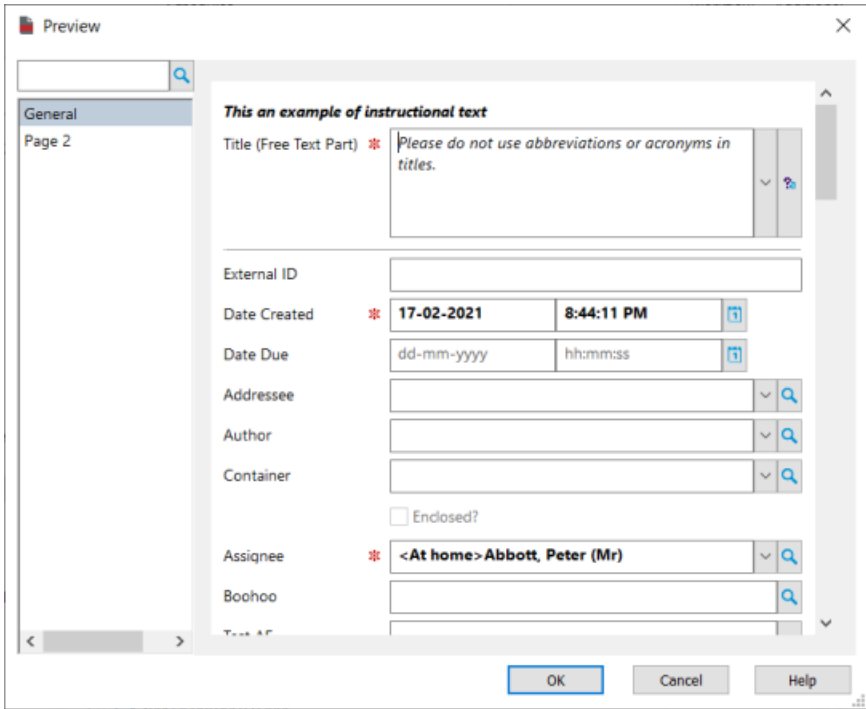 Preview
General
Page 2
This an example of instructional text
Title (Free Text Part) * Please do not use abbreviations or acronyms in
titles.
External ID
Date Created * 17-02-2021 8:44:11 PM
Date Due dd-mm-yyyy hh:mm:ss
Addressee
Author
Container
Enclosed?
Assignee * <At home>Abbott, Peter (Mr)
Boohoo
OK Cancel Help